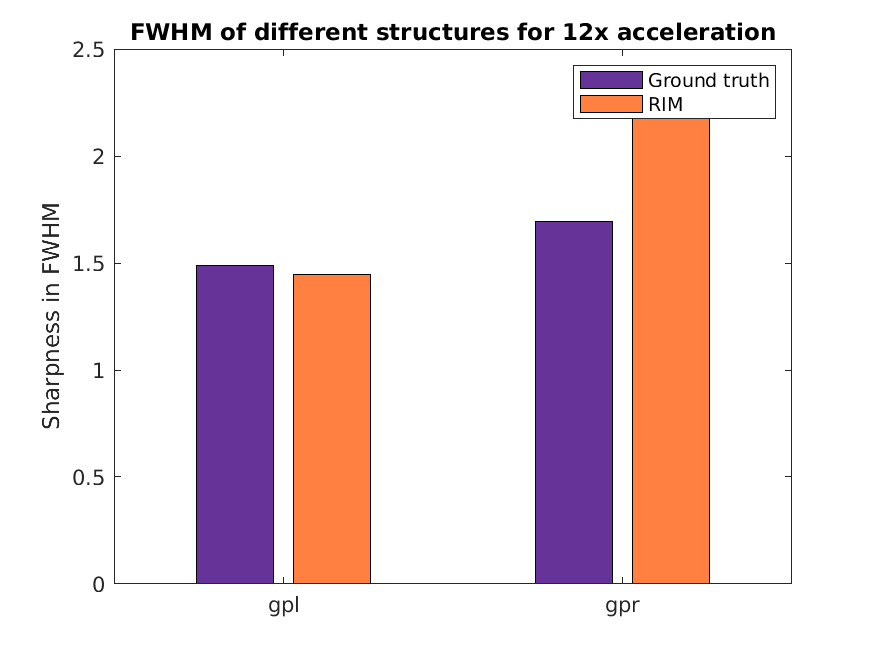 FWHM of different structures for 12x acceleration
2.5
Ground truth
RIM
2
1.5
1
0.5
0
Sharpness in FWHM
gpl
gpr